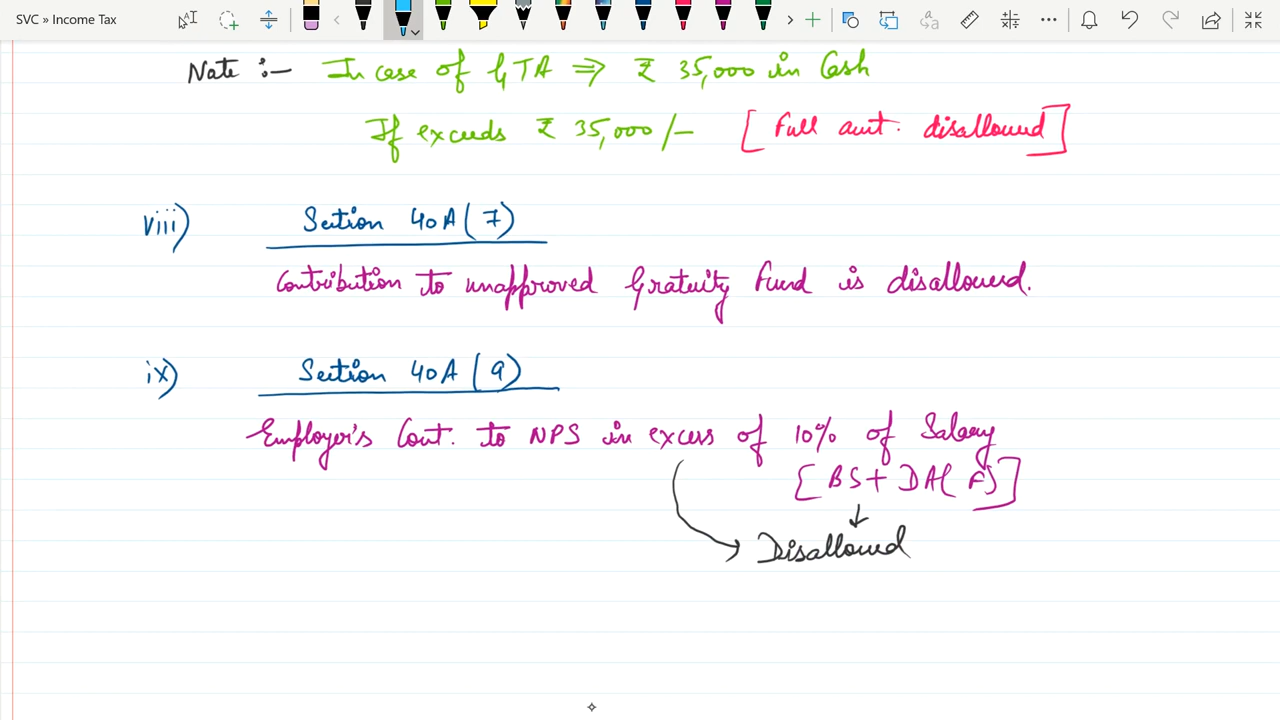 SVC » Income Tax
Note :- In case of GTA ⇒ ₹ 35,000 in Cash
If exceeds ₹ 35,000/- [Full amt. disallowed]
viii) Section 40A(7)
Contribution to unapproved Gratuity Fund is disallowed.
ix) Section 40A(9)
Employer's Cont. to NPS in excess of 10% of Salary
[BS+ DA(F)]
Disallowed